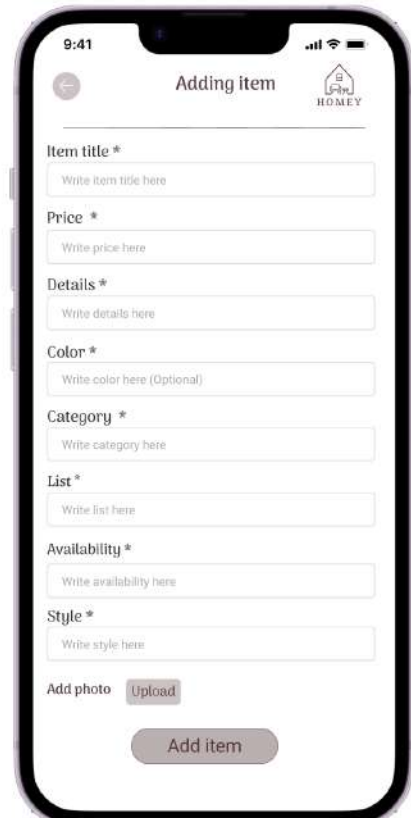 9:41
Adding item
HOMEY
Item title *
Write item title here
Price *
Write price here
Details *
Write details here
Color *
Write color here (Optional)
Category *
Write category here
List *
Write list here
Availability *
Write availability here
Style *
Write style here
Add photo Upload
Add item